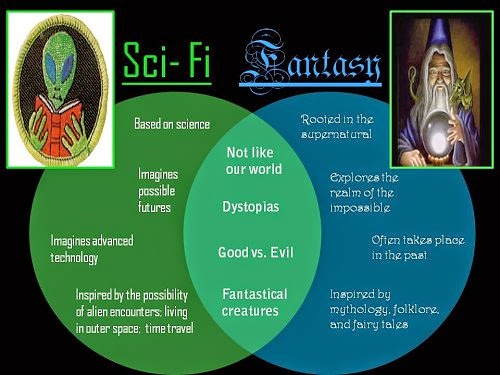 Sci-Fi
Fantasy
Based on science
Imagines
possible
futures
Imagines advanced
technology
Inspired by the possibility
of alien encounters; living
in outer space; time travel
Not like
our world
Dystopias
Good vs. Evil
Fantastical
creatures
Rooted in the
supernatural
Explores the
realm of the
impossible
Often takes place
in the past
Inspired by
mythology, folklore,
and fairy tales